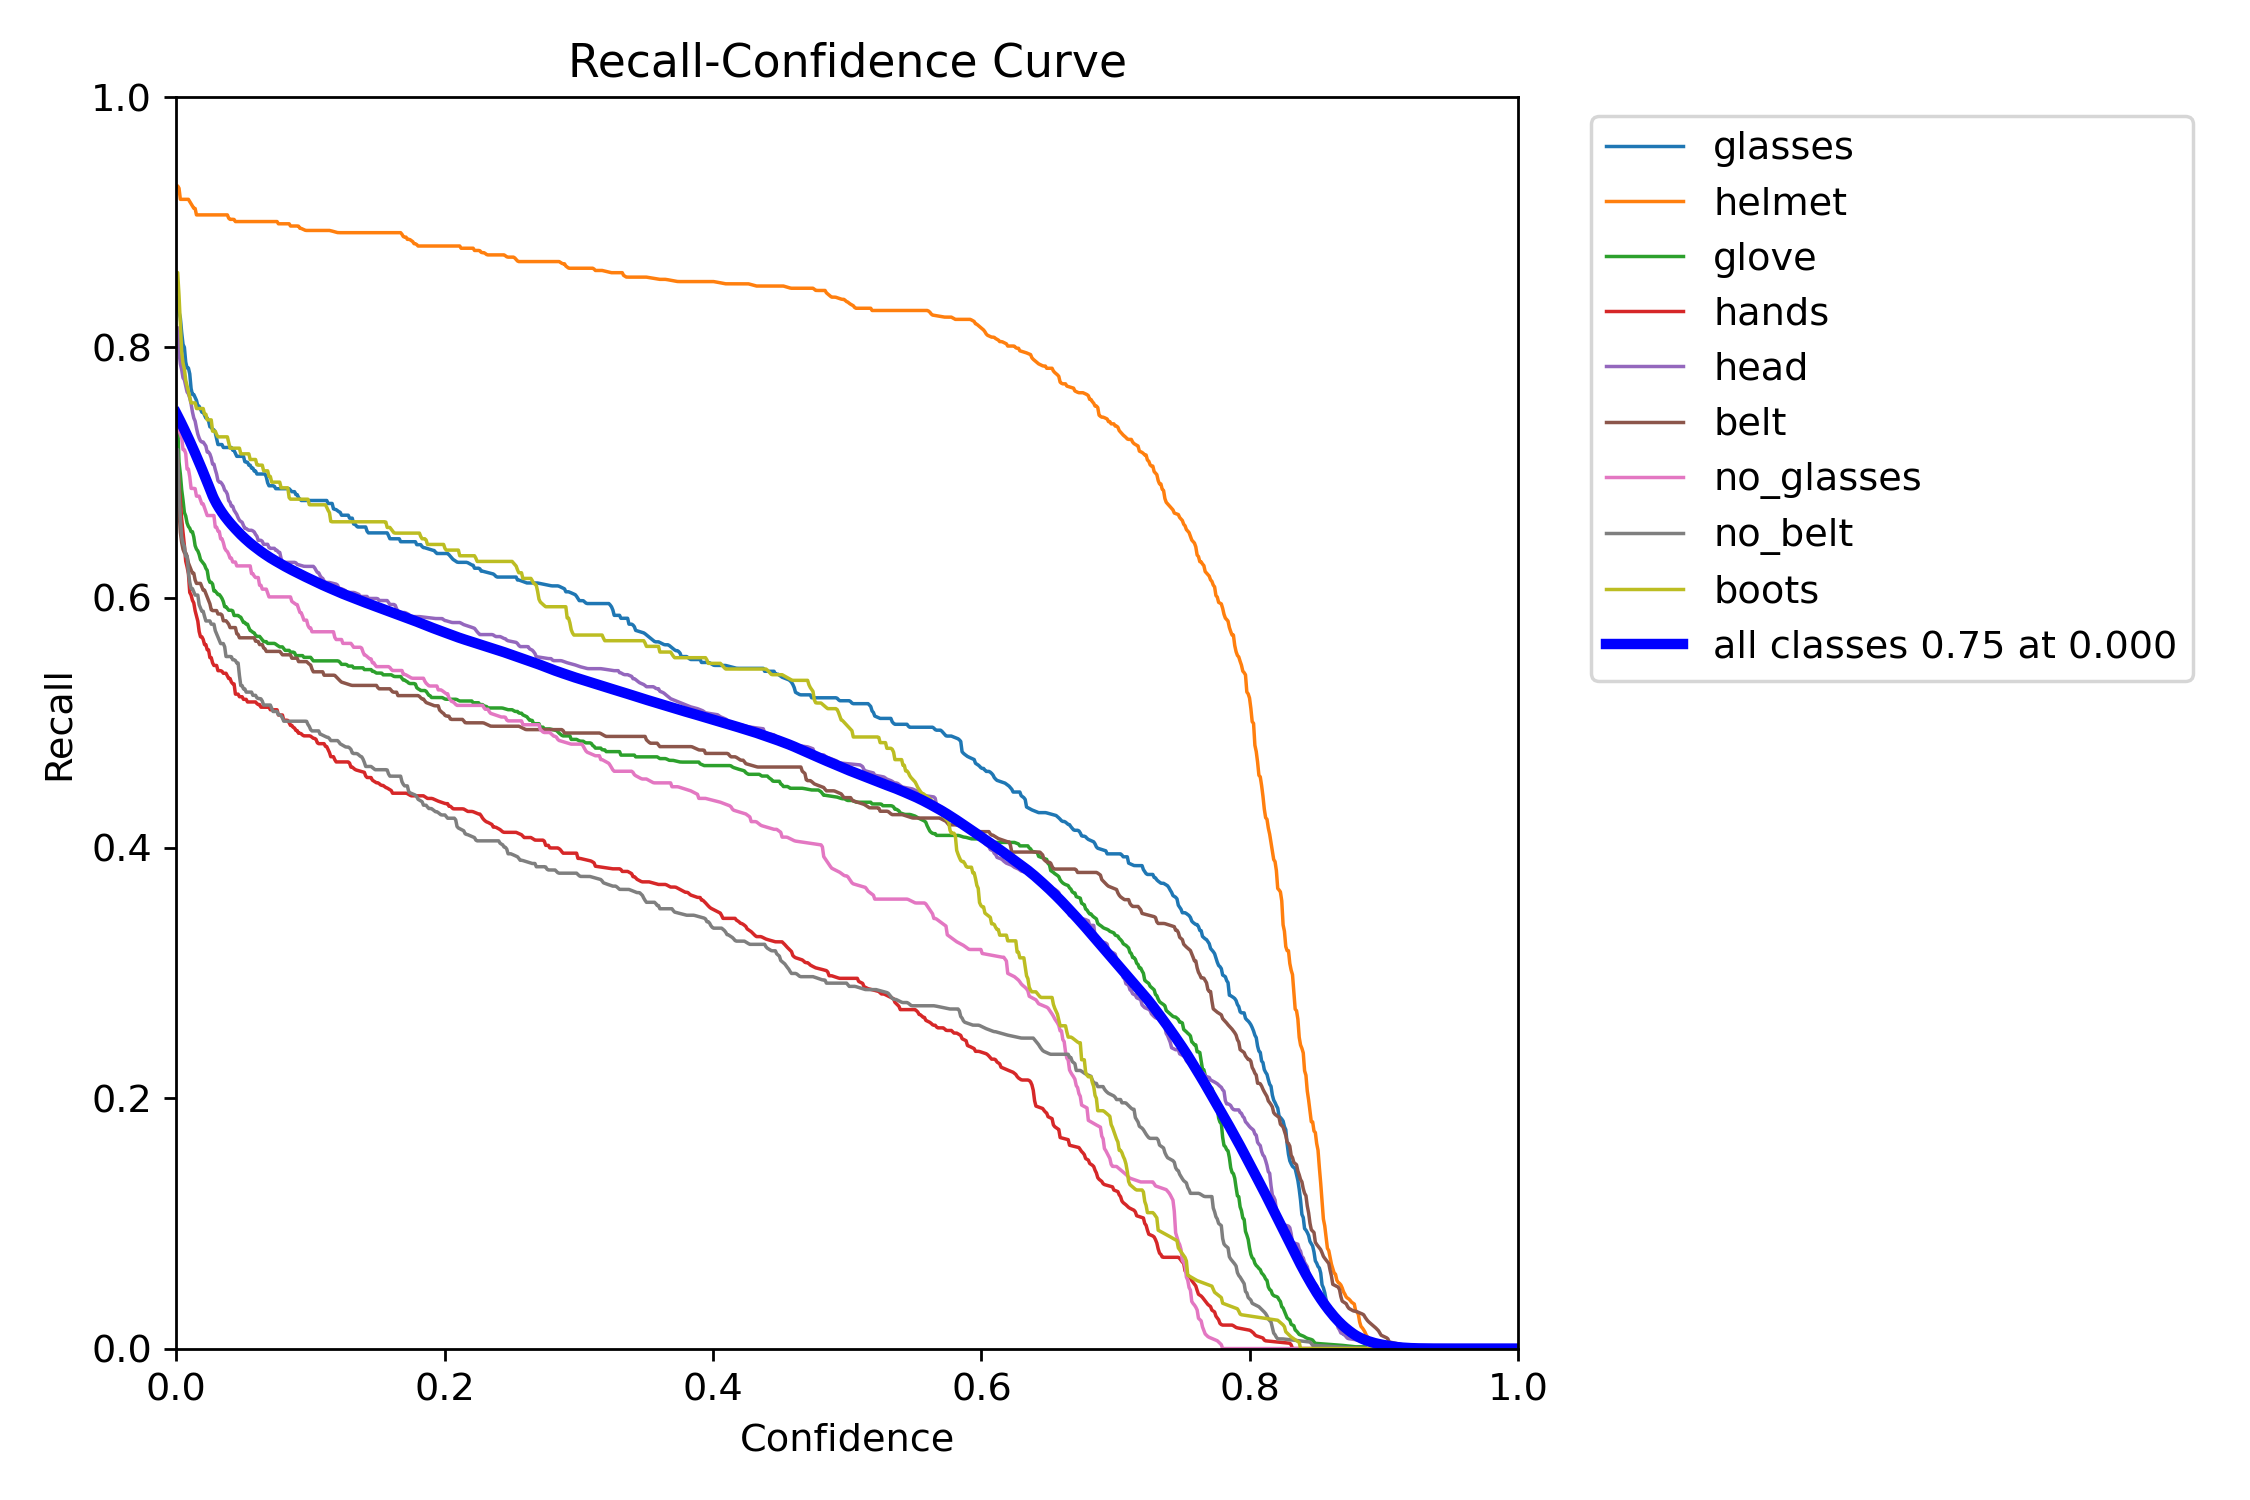 Recall-Confidence Curve
1.0
0.8
0.6
0.4
0.2
0.0
Recall
0.0 0.2 0.4 0.6 0.8 1.0
Confidence
glasses
helmet
glove
hands
head
belt
no_glasses
no_belt
boots
all classes 0.75 at 0.000